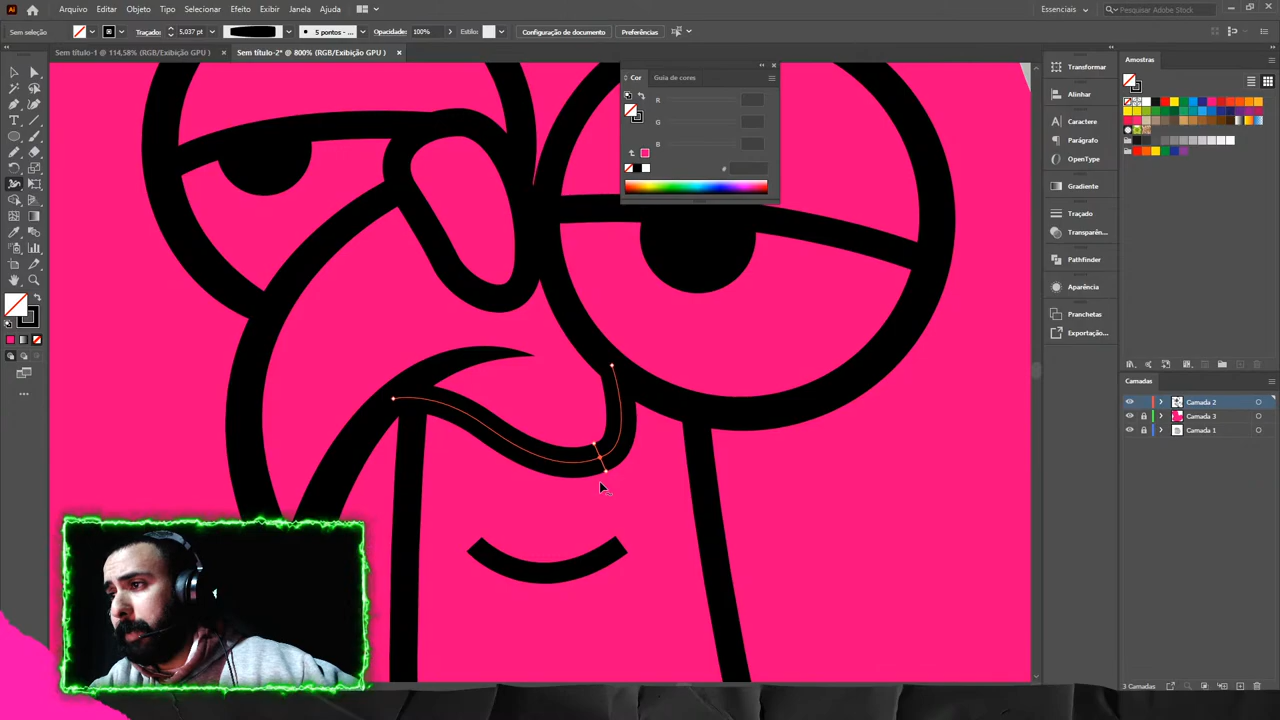 Ai Arquivo Editar Objeto Tipo Selecionar Efeito Exibir Janela Ajuda Essenciais Pesquisar Adobe Stock
Sem seleção Traçado: 5,037 pt 5 pontos - ... Opacidade: 100% Estilo: Configuração de documento Preferências
Sem título-1 @ 114,58% (RGB/Exibição GPU) × Sem título-2* @ 800% (RGB/Exibição GPU) ×
Cor Guia de cores
R
G
B
#
Transformar
Alinhar
Caractere
Parágrafo
OpenType
Gradiente
Traçado
Transparên...
Pathfinder
Aparência
Pranchetas
Exportação...
Amostras
Camadas
Camada 2
Camada 3
Camada 1
3 Camadas